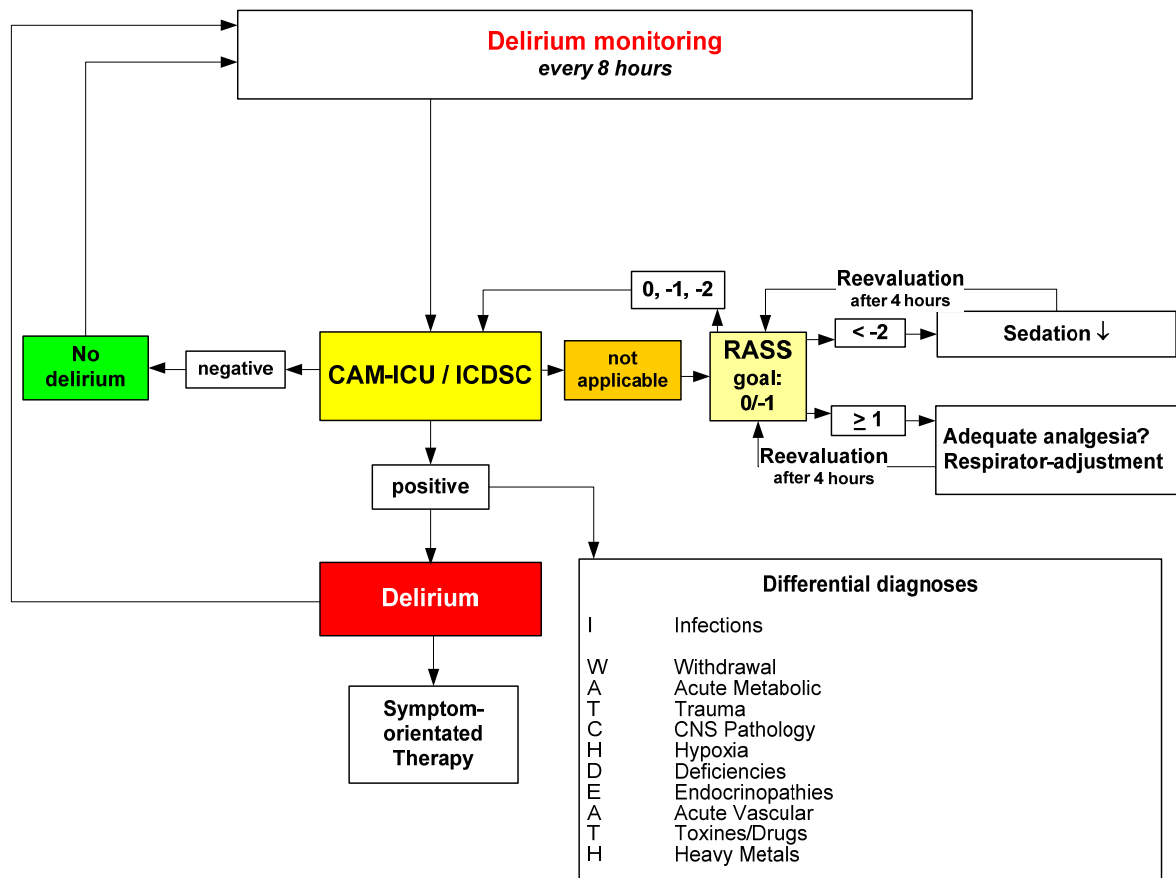 Delirium monitoring
every 8 hours
0, -1, -2
Reevaluation
after 4 hours
No
delirium
negative
CAM-ICU / ICDSC
not
applicable
RASS
goal:
0/-1
< -2
Sedation ↓
≥ 1
Adequate analgesia?
Respirator-adjustment
Reevaluation
after 4 hours
positive
Delirium
Symptom-
orientated
Therapy
Differential diagnoses
I Infections
W Withdrawal
A Acute Metabolic
T Trauma
C CNS Pathology
H Hypoxia
D Deficiencies
E Endocrinopathies
A Acute Vascular
T Toxines/Drugs
H Heavy Metals